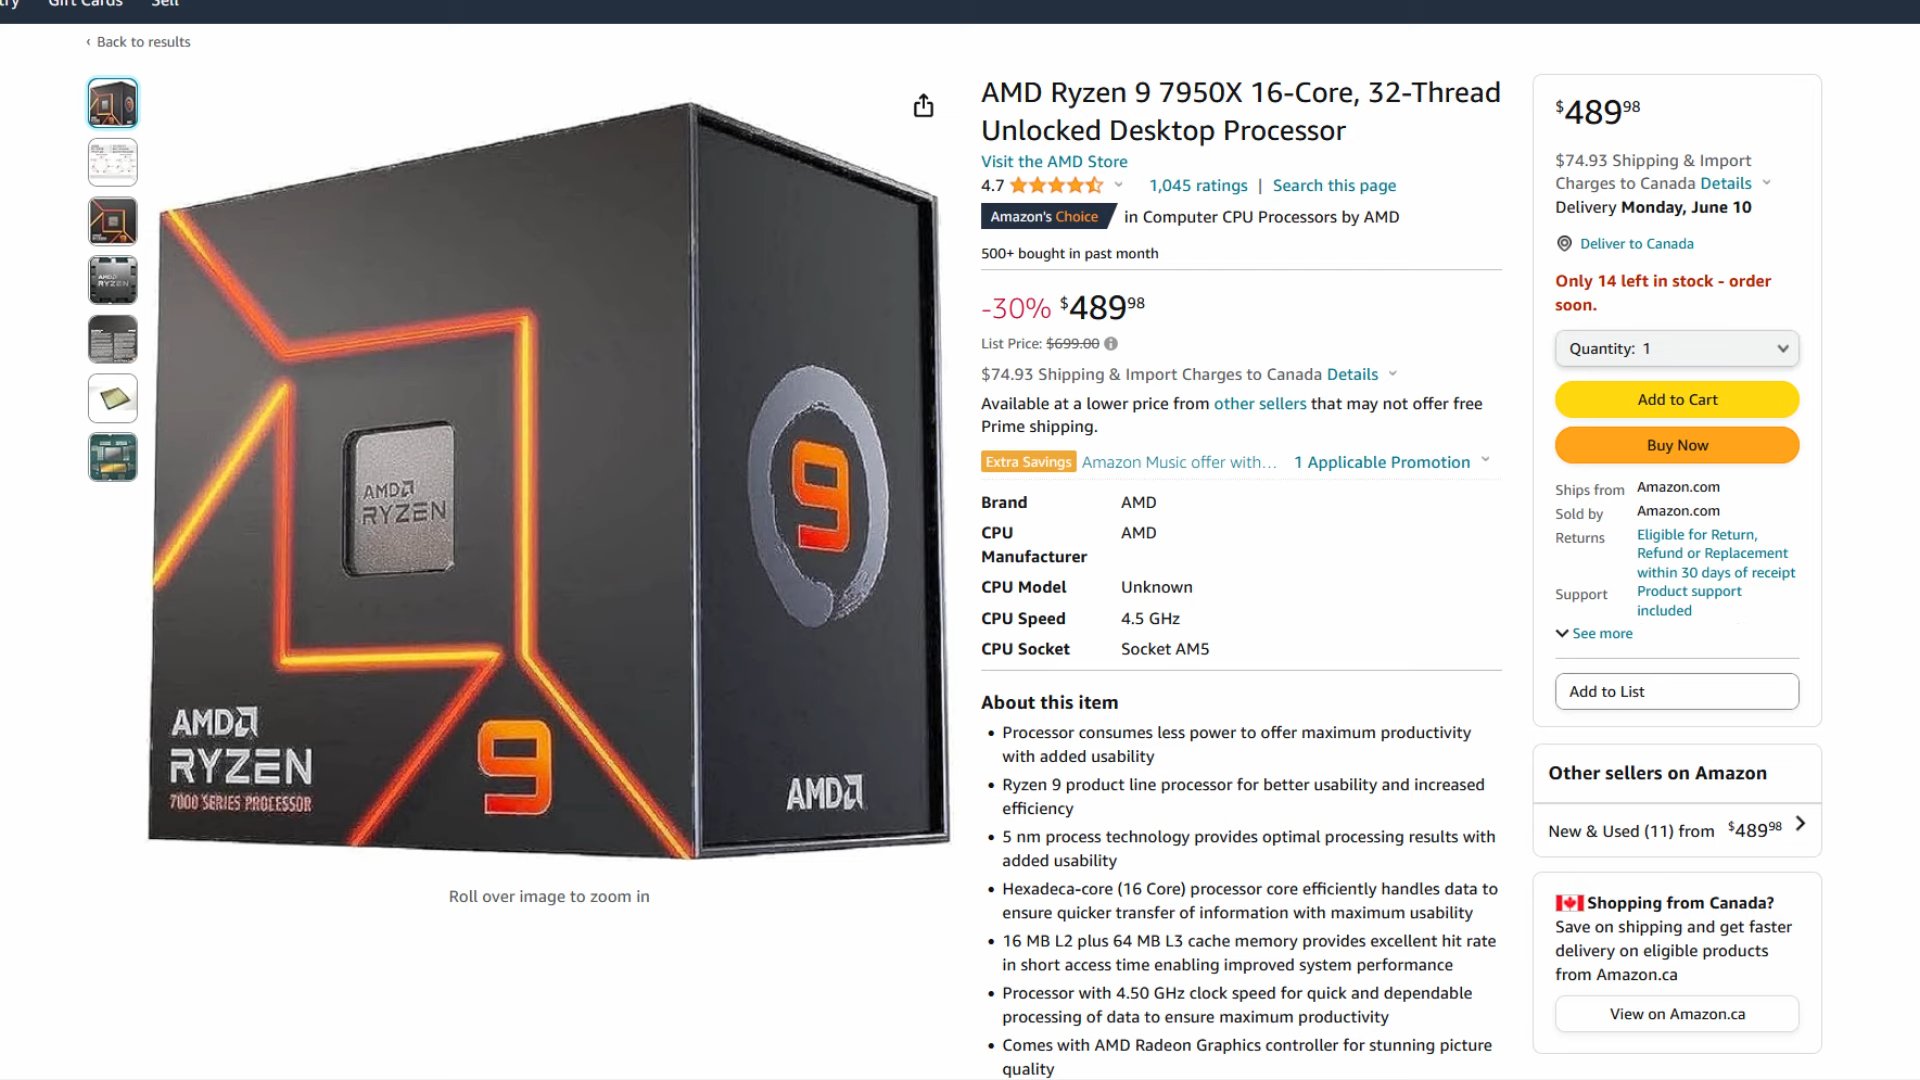 Gift Cards Sell
‹ Back to results
AMD
RYZEN
9
AMD
RYZEN
7000 SERIES PROCESSOR
9
AMD
Roll over image to zoom in
AMD Ryzen 9 7950X 16-Core, 32-Thread
Unlocked Desktop Processor
Visit the AMD Store
4.7 1,045 ratings | Search this page
Amazon's Choice in Computer CPU Processors by AMD
500+ bought in past month
-30% $489 98
List Price: $699.00
$74.93 Shipping & Import Charges to Canada Details
Available at a lower price from other sellers that may not offer free
Prime shipping.
Extra Savings Amazon Music offer with… 1 Applicable Promotion
Brand AMD
CPU AMD
Manufacturer
CPU Model Unknown
CPU Speed 4.5 GHz
CPU Socket Socket AM5
About this item
• Processor consumes less power to offer maximum productivity
with added usability
• Ryzen 9 product line processor for better usability and increased
efficiency
• 5 nm process technology provides optimal processing results with
added usability
• Hexadeca-core (16 Core) processor core efficiently handles data to
ensure quicker transfer of information with maximum usability
• 16 MB L2 plus 64 MB L3 cache memory provides excellent hit rate
in short access time enabling improved system performance
• Processor with 4.50 GHz clock speed for quick and dependable
processing of data to ensure maximum productivity
• Comes with AMD Radeon Graphics controller for stunning picture
quality
$489 98
$74.93 Shipping & Import
Charges to Canada Details
Delivery Monday, June 10
Deliver to Canada
Only 14 left in stock - order
soon.
Quantity: 1
Add to Cart
Buy Now
Ships from Amazon.com
Sold by Amazon.com
Returns Eligible for Return,
Refund or Replacement
within 30 days of receipt
Support Product support
included
See more
Add to List
Other sellers on Amazon
New & Used (11) from $489 98
Shopping from Canada?
Save on shipping and get faster
delivery on eligible products
from Amazon.ca
View on Amazon.ca